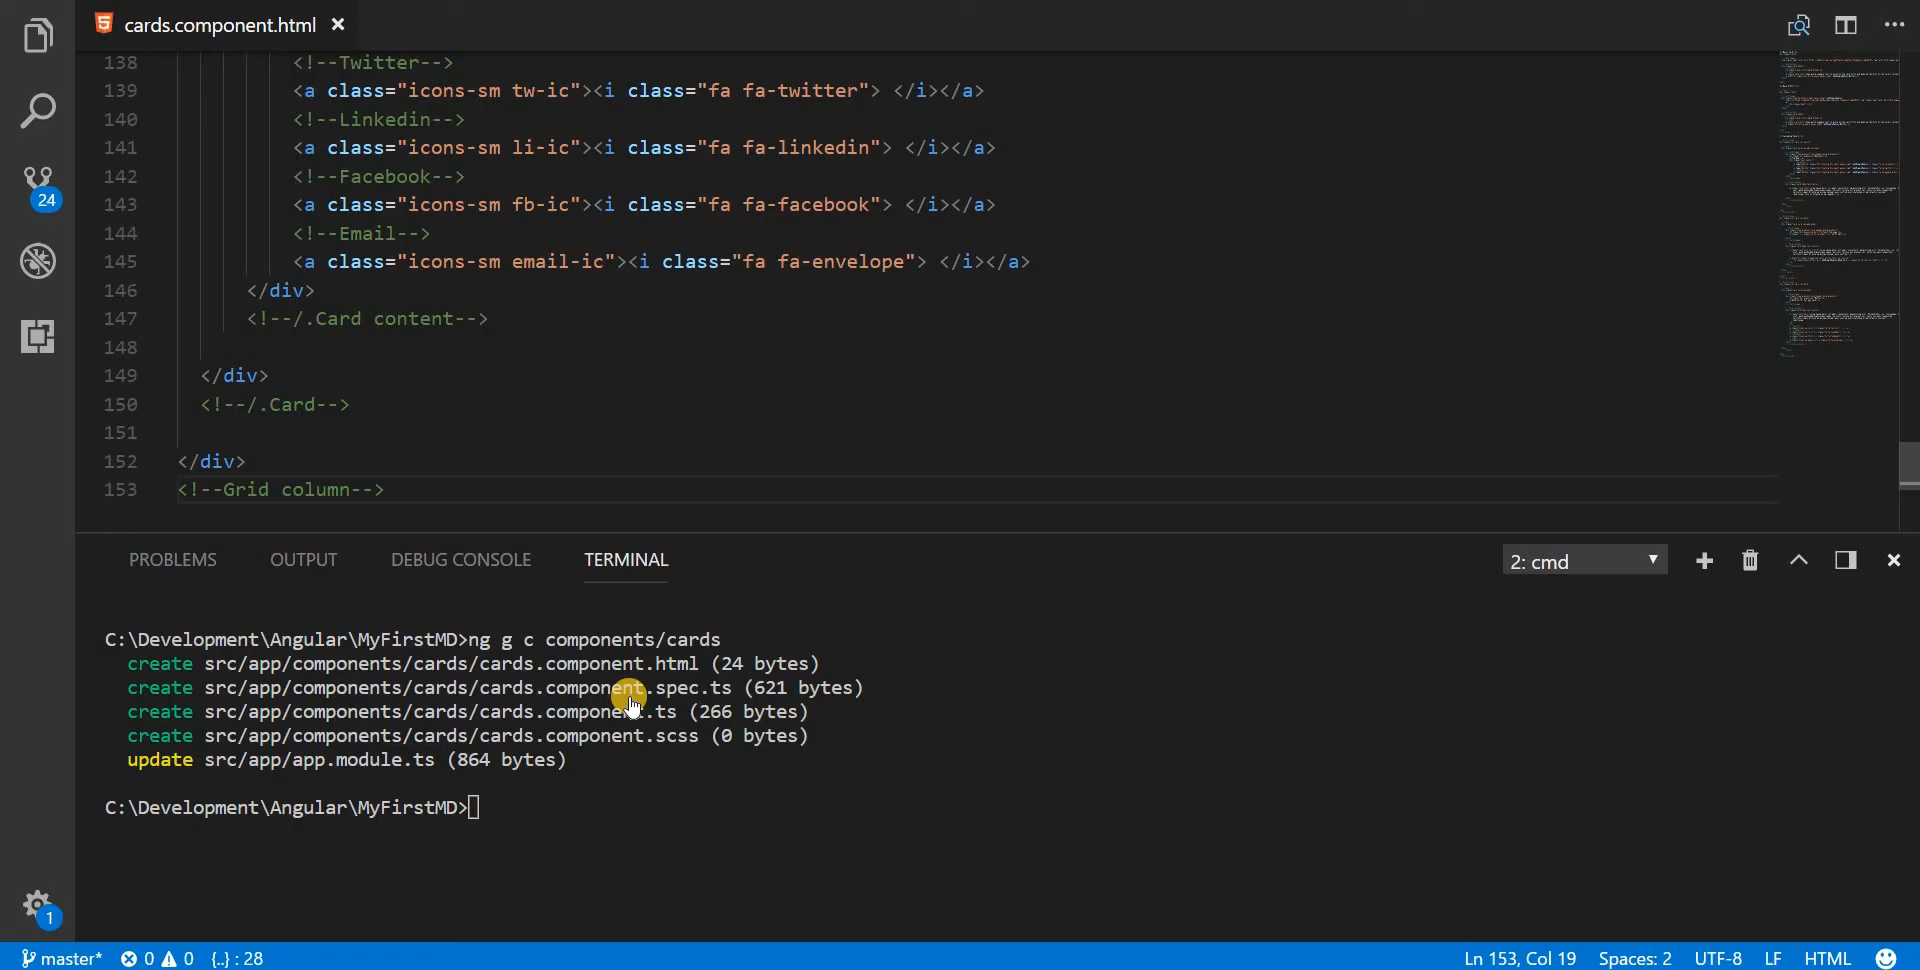 cards.component.html
138 <!--Twitter-->
139 <a class="icons-sm tw-ic"><i class="fa fa-twitter"> </i></a>
140 <!--Linkedin-->
141 <a class="icons-sm li-ic"><i class="fa fa-linkedin"> </i></a>
142 <!--Facebook-->
143 <a class="icons-sm fb-ic"><i class="fa fa-facebook"> </i></a>
144 <!--Email-->
145 <a class="icons-sm email-ic"><i class="fa fa-envelope"> </i></a>
146 </div>
147 <!--/.Card content-->
148
149 </div>
150 <!--/.Card-->
151
152 </div>
153 <!--Grid column-->
24
PROBLEMS OUTPUT DEBUG CONSOLE TERMINAL 2: cmd
C:\Development\Angular\MyFirstMD>ng g c components/cards
create src/app/components/cards/cards.component.html (24 bytes)
create src/app/components/cards/cards.component.spec.ts (621 bytes)
create src/app/components/cards/cards.component.ts (266 bytes)
create src/app/components/cards/cards.component.scss (0 bytes)
update src/app/app.module.ts (864 bytes)
C:\Development\Angular\MyFirstMD>
1
master* 0 0 {..} : 28 Ln 153, Col 19 Spaces: 2 UTF-8 LF HTML